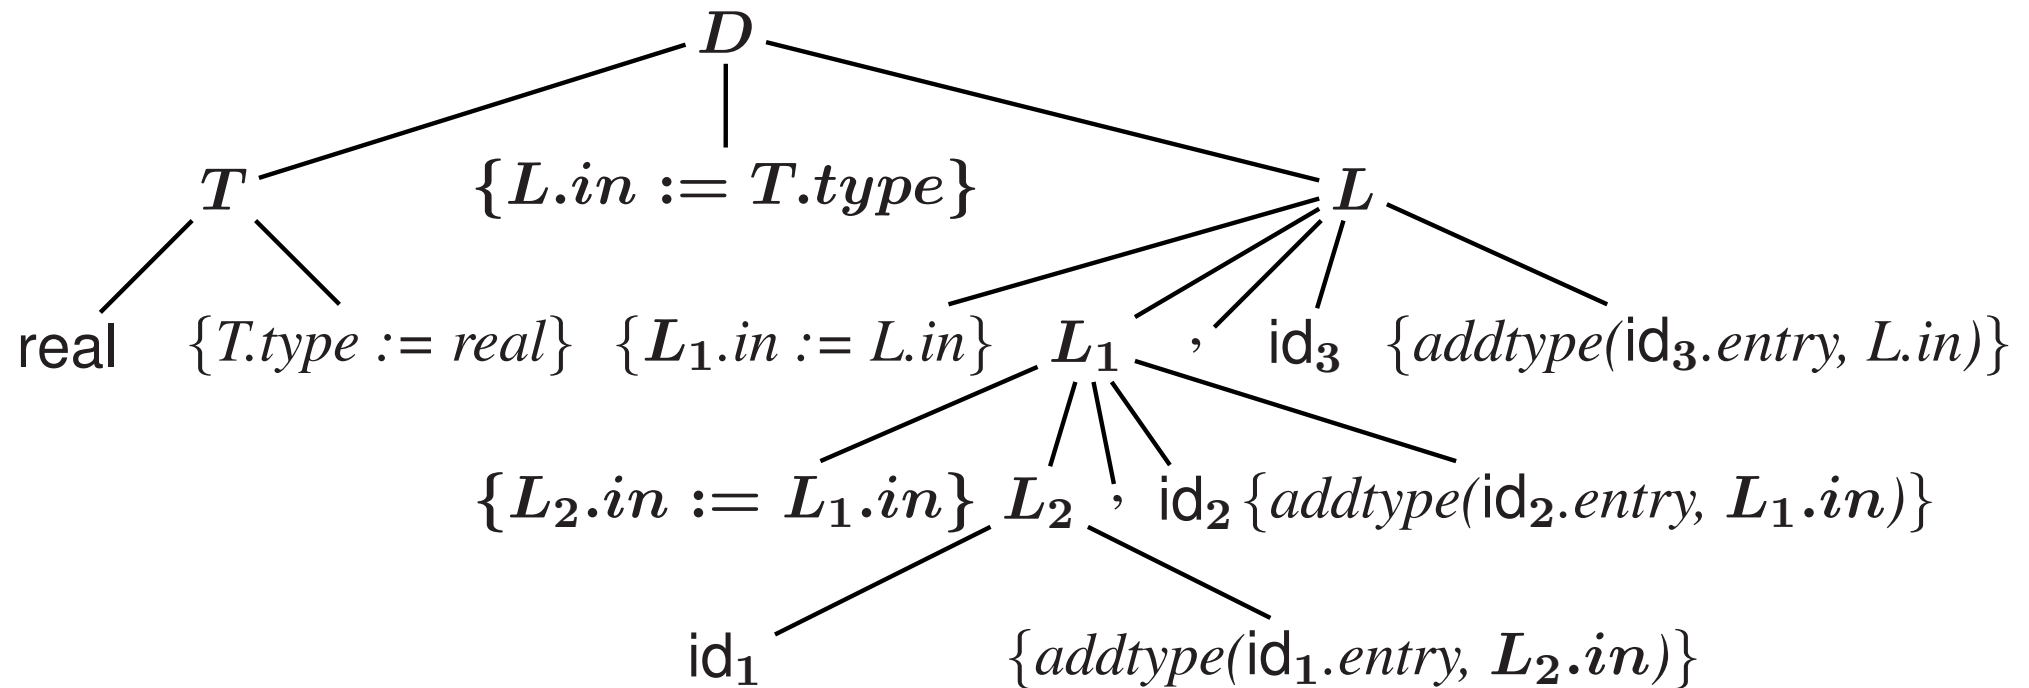 D
T {L.in := T.type} L
real {T.type := real} {L₁.in := L.in} L₁ , id₃ {addtype(id₃.entry, L.in)}
{L₂.in := L₁.in} L₂ , id₂ {addtype(id₂.entry, L₁.in)}
id₁ {addtype(id₁.entry, L₂.in)}